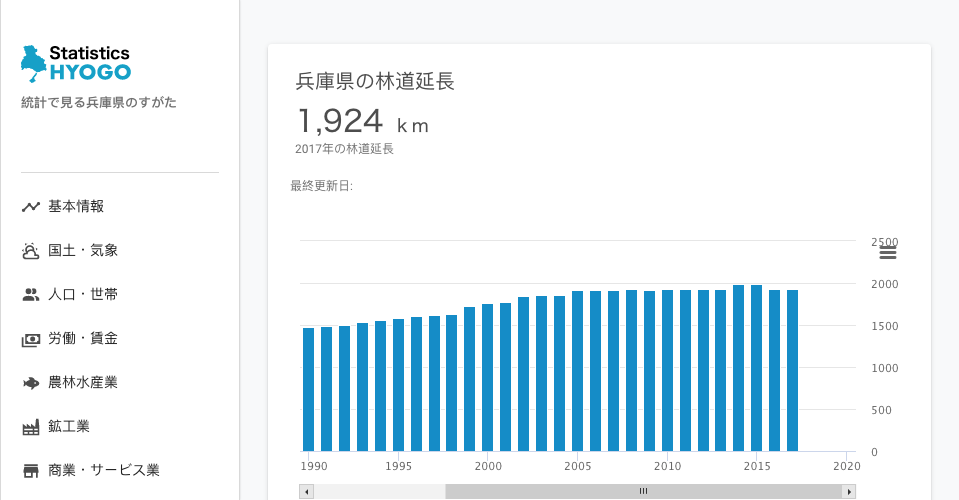 Statistics
HYOGO
統計で見る兵庫県のすがた
基本情報
国土・気象
人口・世帯
労働・賃金
農林水産業
鉱工業
商業・サービス業
兵庫県の林道延長
1,924 ｋｍ
2017年の林道延長
最終更新日:
2500
2000
1500
1000
500
0
1990 1995 2000 2005 2010 2015 2020